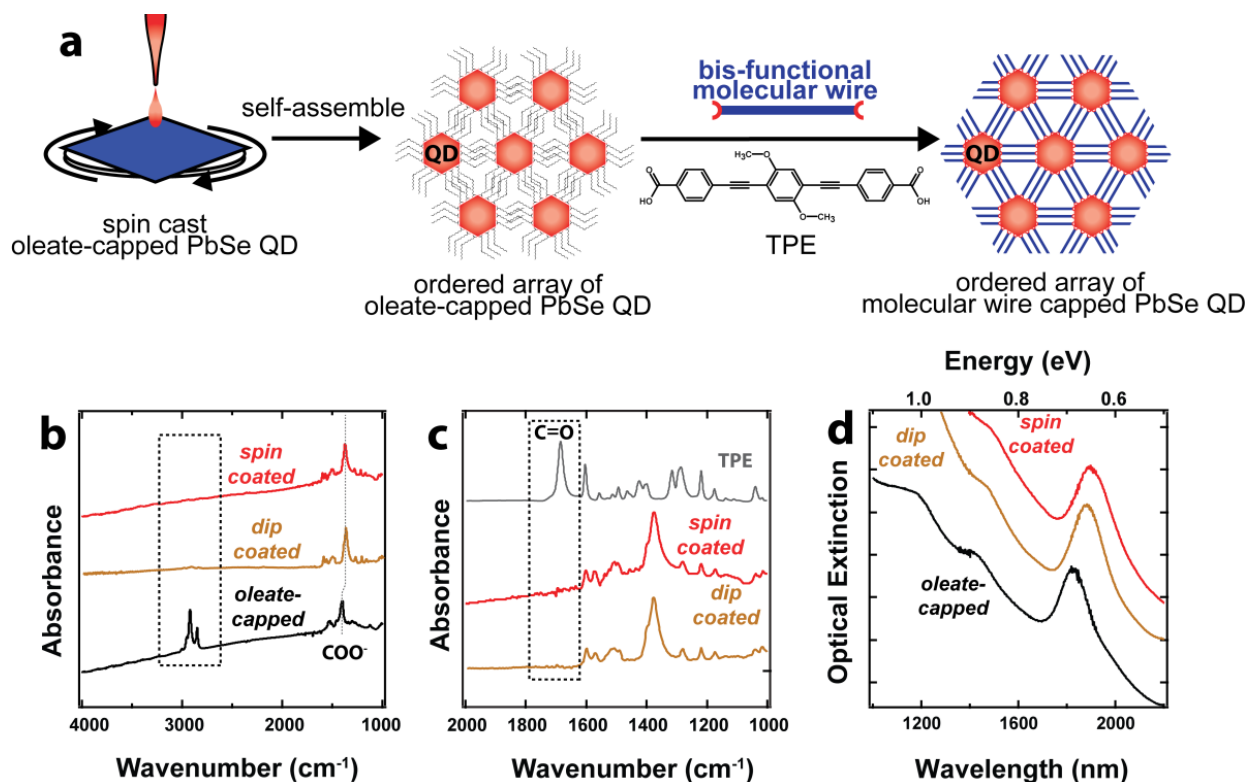 a
spin cast
oleate-capped PbSe QD
self-assemble
QD
ordered array of
oleate-capped PbSe QD
bis-functional
molecular wire
O
HO
H₃C
O
O
CH₃
O
OH
TPE
QD
ordered array of
molecular wire capped PbSe QD
b
spin
coated
dip
coated
oleate-
capped
COO⁻
Absorbance
4000
3000
2000
1000
Wavenumber (cm⁻¹)
c
C=O
TPE
spin
coated
dip
coated
Absorbance
2000
1800
1600
1400
1200
1000
Wavenumber (cm⁻¹)
Energy (eV)
1.0
0.8
0.6
d
dip
coated
spin
coated
oleate-
capped
Optical Extinction
1200
1600
2000
Wavelength (nm)